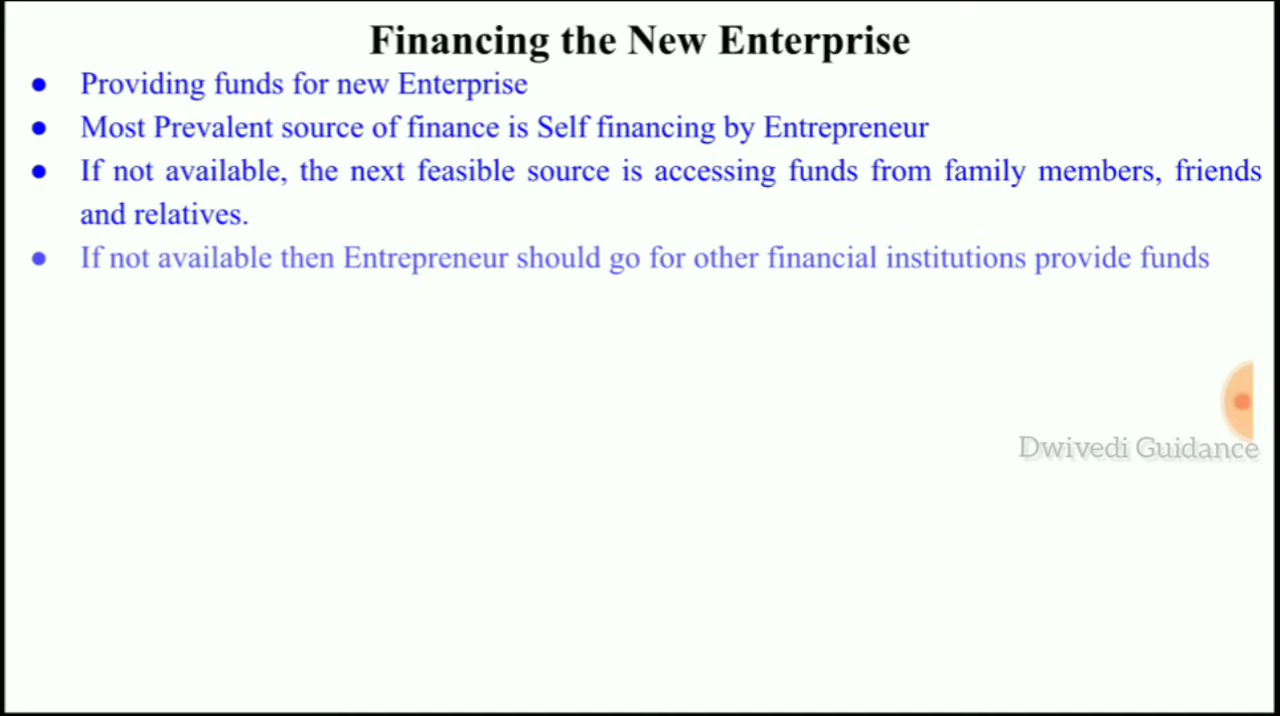 Financing the New Enterprise
● Providing funds for new Enterprise
● Most Prevalent source of finance is Self financing by Entrepreneur
● If not available, the next feasible source is accessing funds from family members, friends
and relatives.
● If not available then Entrepreneur should go for other financial institutions provide funds
Dwivedi Guidance